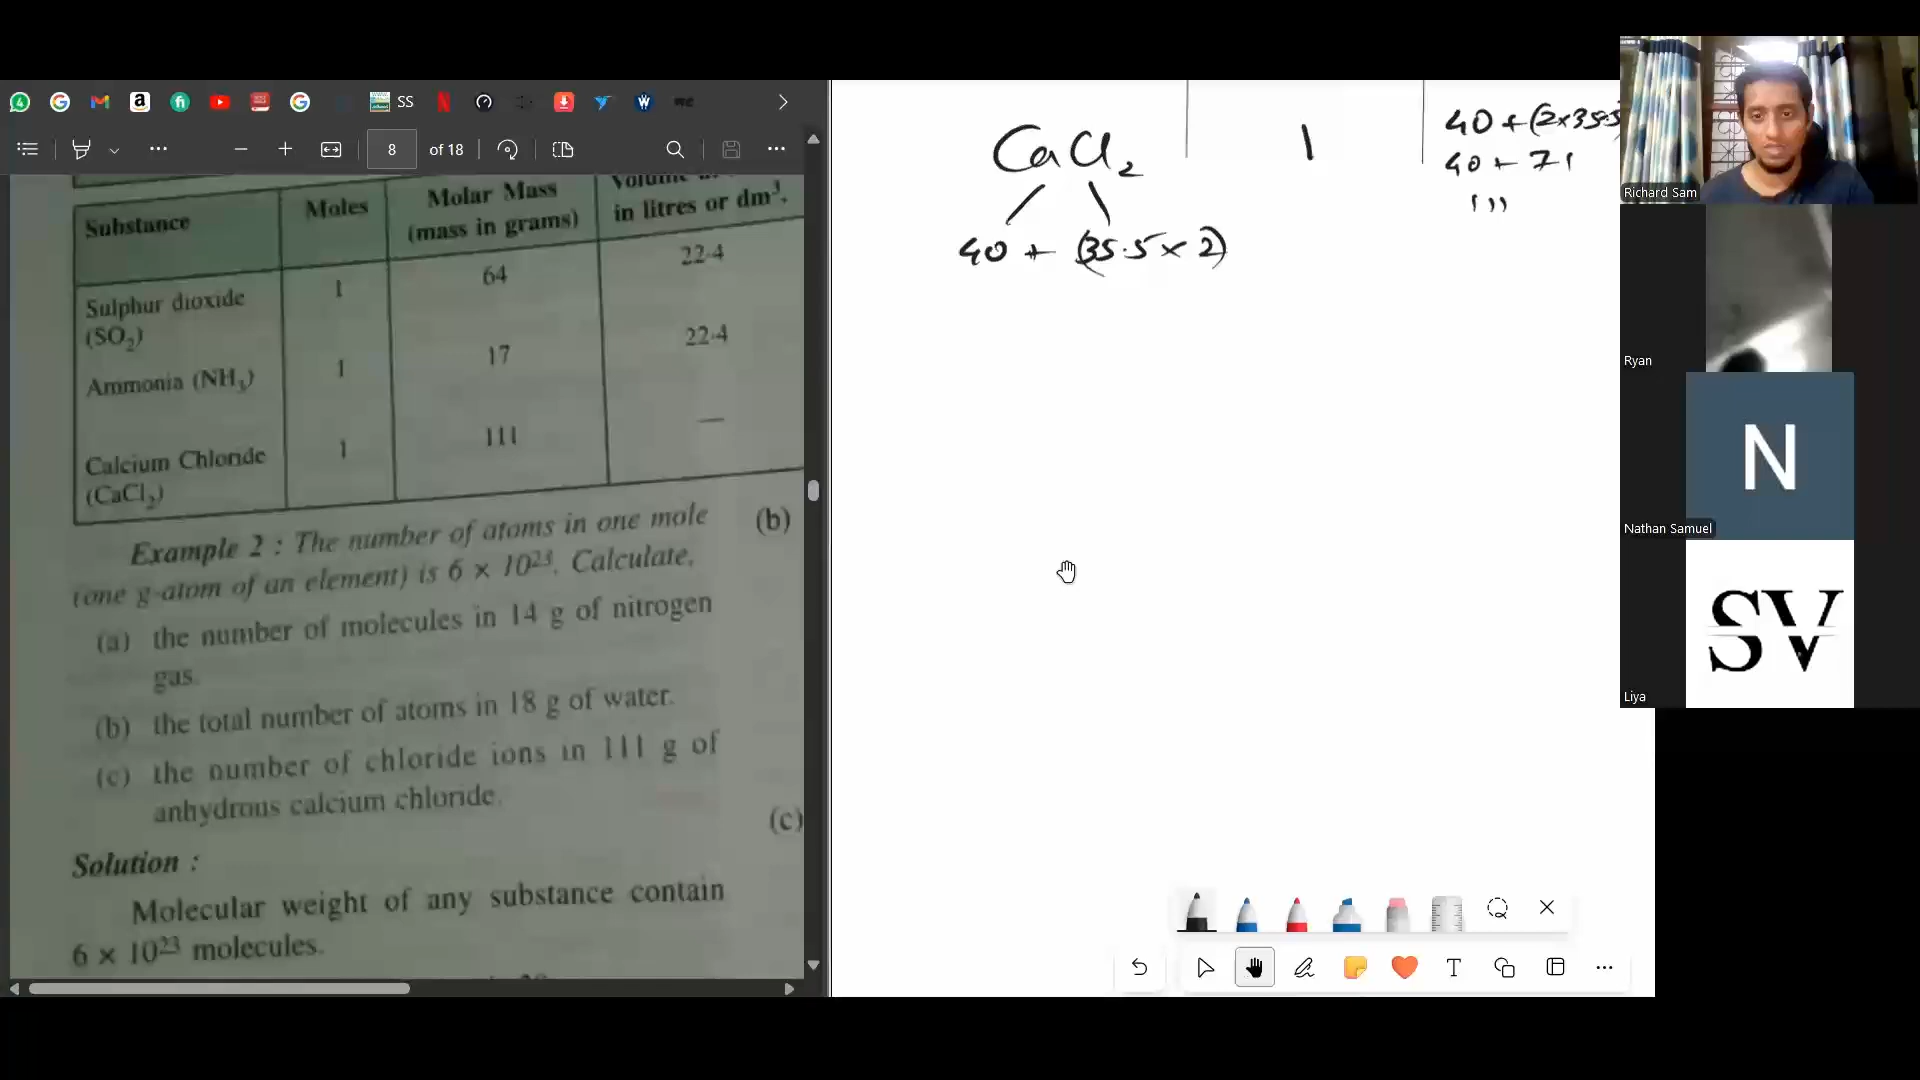 SS
8 of 18
Substance
Moles
Molar Mass
(mass in grams)
in litres or dm³.
Sulphur dioxide
(SO₂)
1
64
22·4
Ammonia (NH₃)
1
17
22·4
Calcium Chloride
(CaCl₂)
1
111
—
Example 2 : The number of atoms in one mole
(one g-atom of an element) is 6 × 10²³. Calculate,
(a) the number of molecules in 14 g of nitrogen
gas.
(b) the total number of atoms in 18 g of water.
(c) the number of chloride ions in 111 g of
anhydrous calcium chloride.
Solution :
Molecular weight of any substance contain
6 × 10²³ molecules.
(b)
(c)
CaCl₂
1
40 + (35.5 × 2)
40 + (2×35.5
40 + 71
111
T
Richard Sam
Ryan
N
Nathan Samuel
SV
Liya